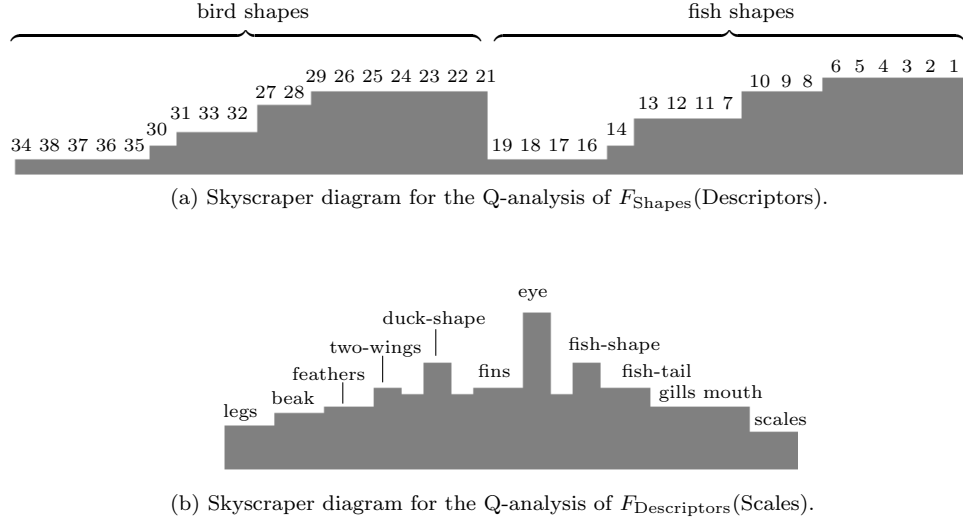 bird shapes fish shapes
6 5 4 3 2 1
29 26 25 24 23 22 21 10 9 8
27 28
31 33 32 13 12 11 7
30 14
34 38 37 36 35 19 18 17 16
(a) Skyscraper diagram for the Q-analysis of F_Shapes(Descriptors).
eye
duck-shape
two-wings fish-shape
feathers fins fish-tail
beak gills mouth
legs scales
(b) Skyscraper diagram for the Q-analysis of F_Descriptors(Scales).